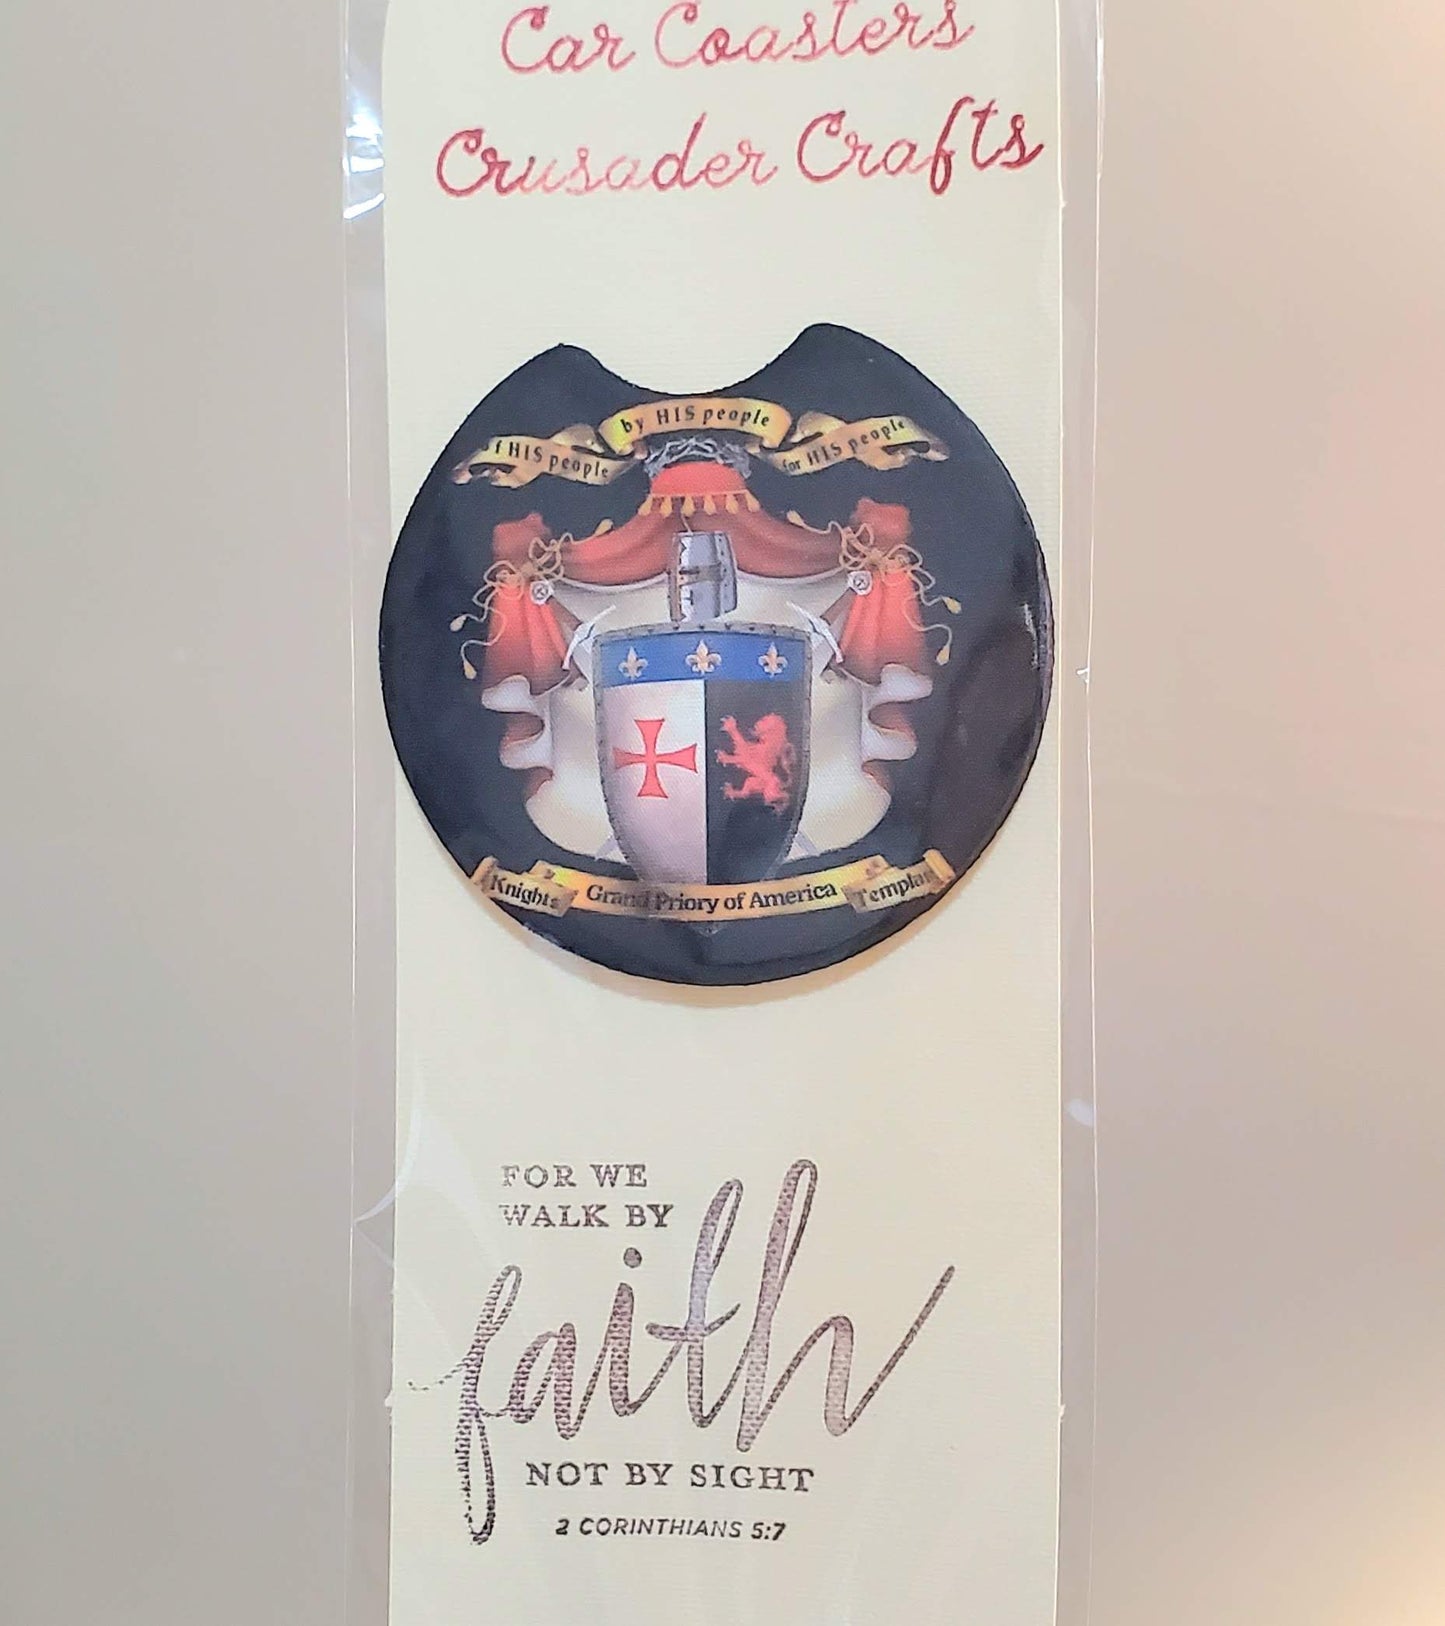 Car Coasters
Crusader Crafts
by HIS people
f HIS people
for HIS people
Knights
Grand Priory of America
Templar
FOR WE
WALK BY
faith
NOT BY SIGHT
2 CORINTHIANS 5:7